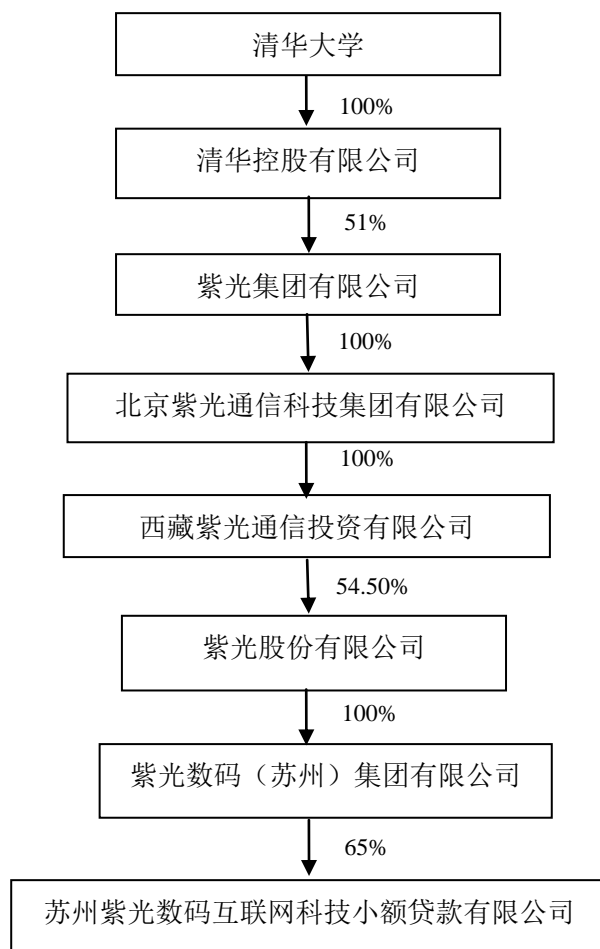 清华大学
100%
清华控股有限公司
51%
紫光集团有限公司
100%
北京紫光通信科技集团有限公司
100%
西藏紫光通信投资有限公司
54.50%
紫光股份有限公司
100%
紫光数码（苏州）集团有限公司
65%
苏州紫光数码互联网科技小额贷款有限公司